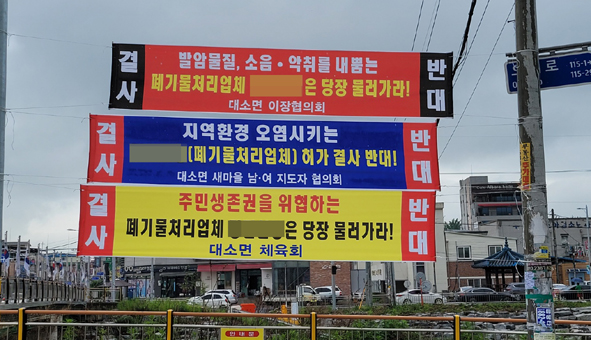 결사
발암물질, 소음·악취를 내뿜는
폐기물처리업체 은 당장 물러가라!
대소면 이장협의회
반대
결사
지역환경 오염시키는
(폐기물처리업체) 허가 결사 반대!
대소면 새마을 남·여 지도자 협의회
반대
결사
주민생존권을 위협하는
폐기물처리업체 은 당장 물러가라!
대소면 체육회
반대
로